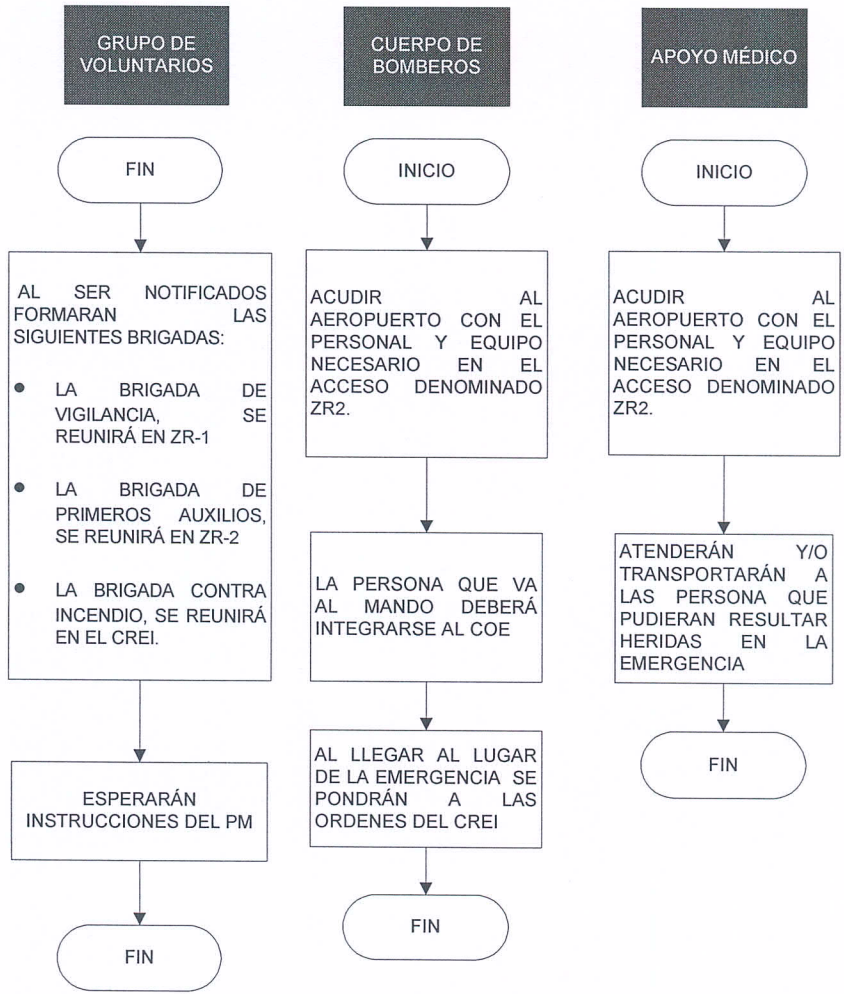 GRUPO DE
VOLUNTARIOS
FIN
AL SER NOTIFICADOS
FORMARAN LAS
SIGUIENTES BRIGADAS:
● LA BRIGADA DE
VIGILANCIA, SE
REUNIRÁ EN ZR-1
● LA BRIGADA DE
PRIMEROS AUXILIOS,
SE REUNIRÁ EN ZR-2
● LA BRIGADA CONTRA
INCENDIO, SE REUNIRÁ
EN EL CREI.
ESPERARÁN
INSTRUCCIONES DEL PM
FIN
CUERPO DE
BOMBEROS
INICIO
ACUDIR AL
AEROPUERTO CON EL
PERSONAL Y EQUIPO
NECESARIO EN EL
ACCESO DENOMINADO
ZR2.
LA PERSONA QUE VA
AL MANDO DEBERÁ
INTEGRARSE AL COE
AL LLEGAR AL LUGAR
DE LA EMERGENCIA SE
PONDRÁN A LAS
ORDENES DEL CREI
FIN
APOYO MÉDICO
INICIO
ACUDIR AL
AEROPUERTO CON EL
PERSONAL Y EQUIPO
NECESARIO EN EL
ACCESO DENOMINADO
ZR2.
ATENDERÁN Y/O
TRANSPORTARÁN A
LAS PERSONA QUE
PUDIERAN RESULTAR
HERIDAS EN LA
EMERGENCIA
FIN